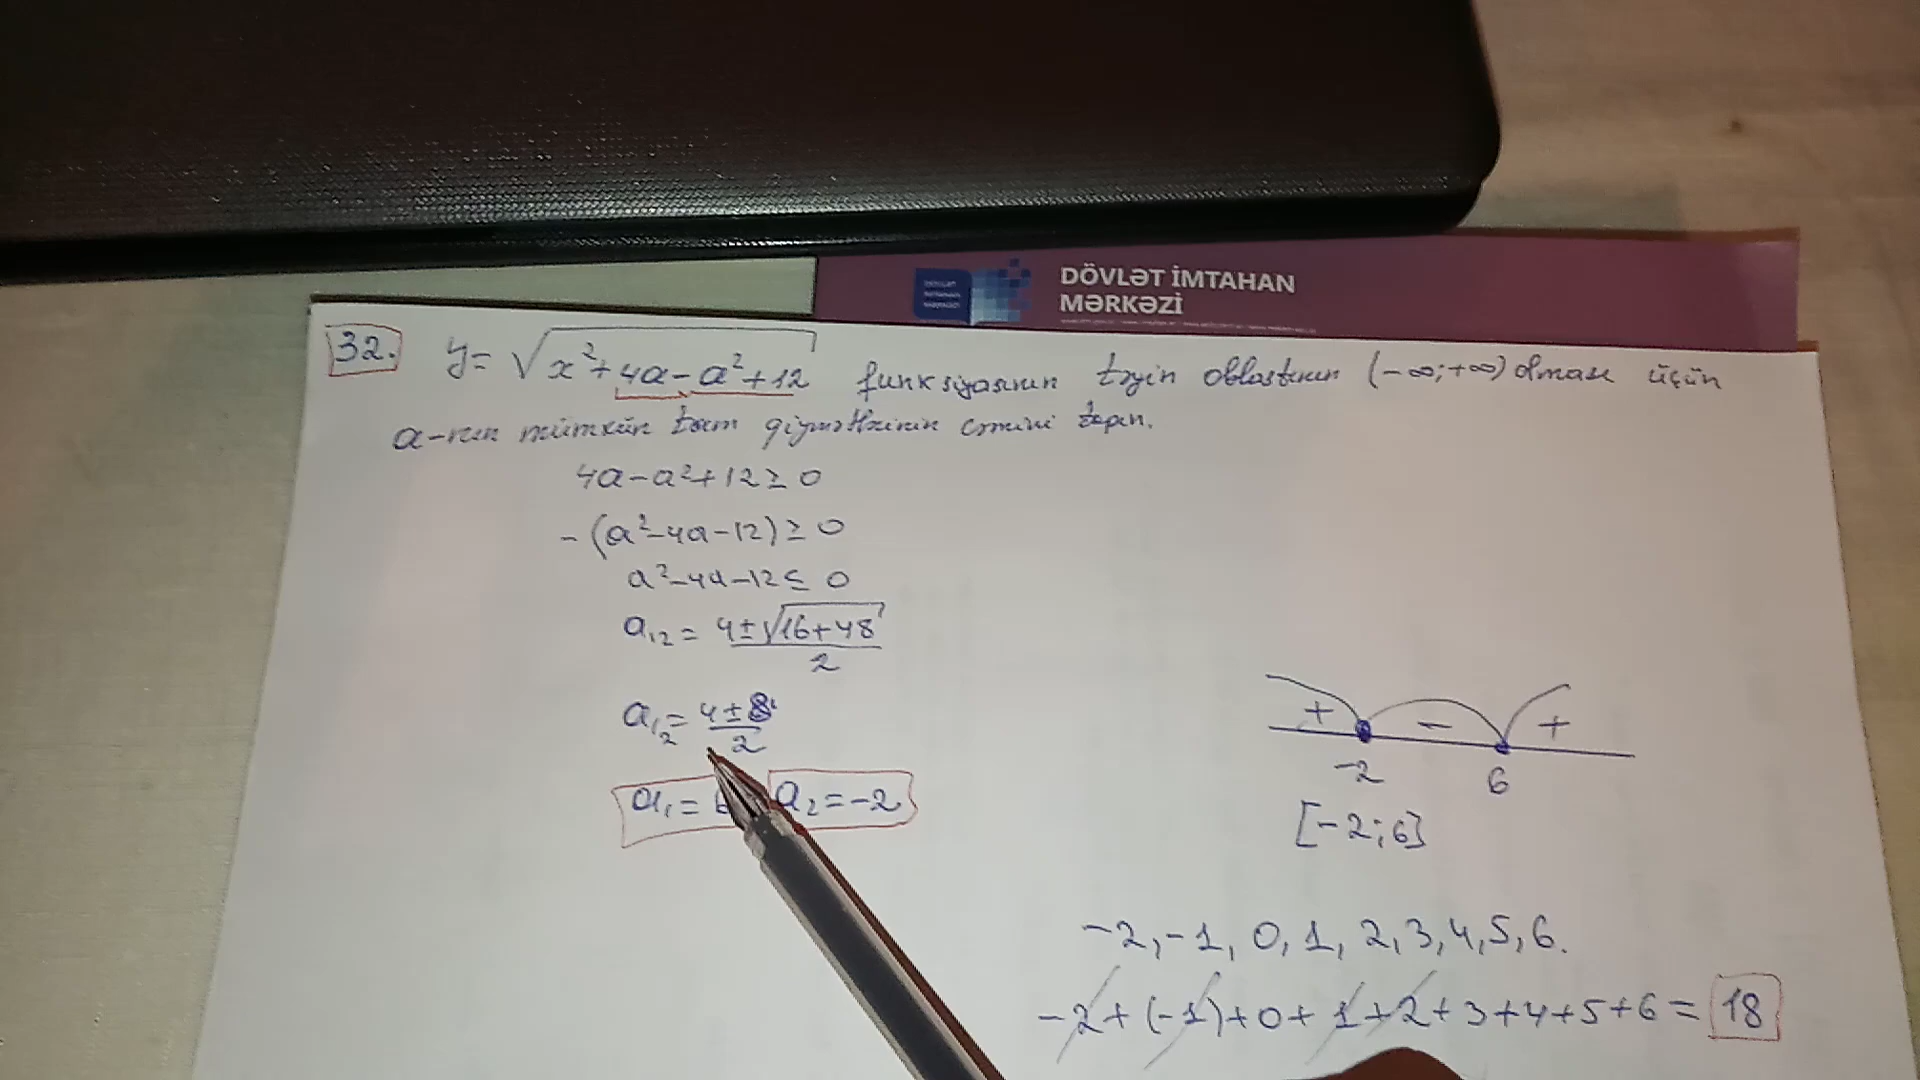 DÖVLƏT İMTAHAN
MƏRKƏZİ
32. y = √(x²+4a-a²+12) funksiyasının təyin oblastının (-∞;+∞) olması üçün
a-nın mümkün tam qiymətlərinin cəmini tapın.
4a-a²+12 ≥ 0
-(a²-4a-12) ≥ 0
a²-4a-12 ≤ 0
a₁₂ = (4±√(16+48))/2
a₁₂ = (4±8)/2
a₁ = a₂ = -2
+ - +
-2 6
[-2;6]
-2,-1,0,1,2,3,4,5,6.
-2+(-1)+0+1+2+3+4+5+6 = 18